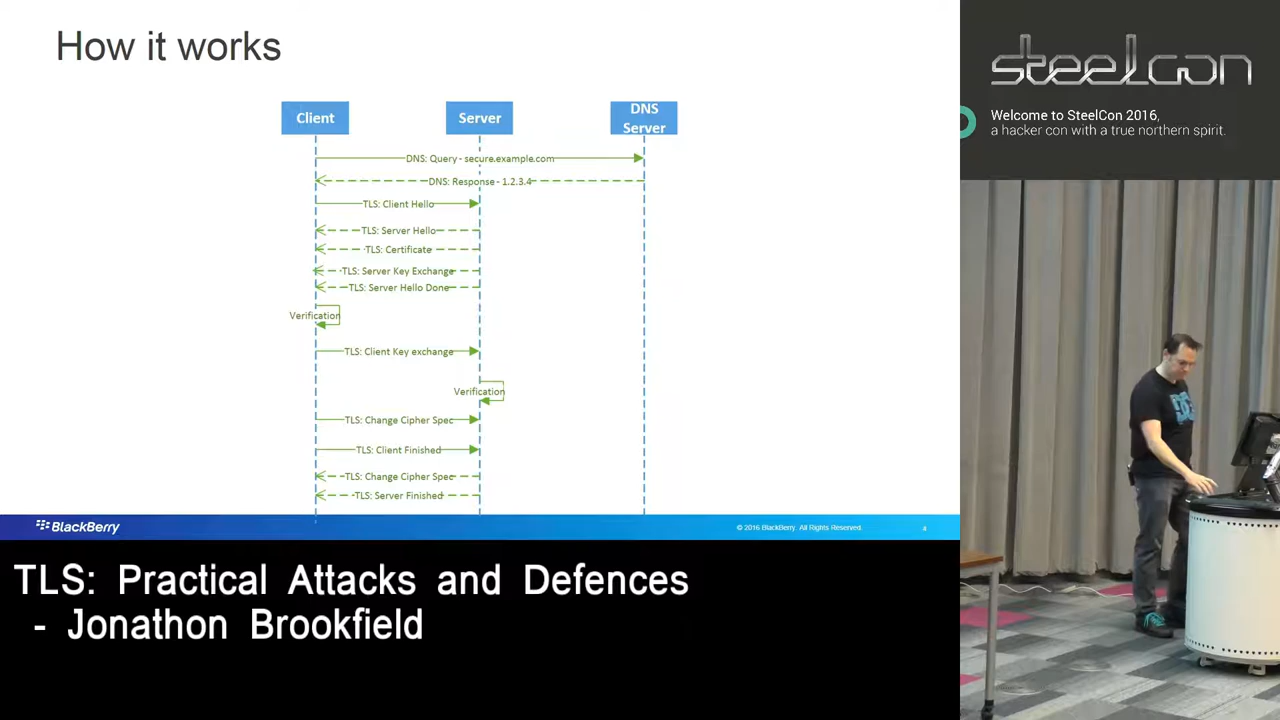 How it works
Client
Server
DNS
Server
DNS: Query - secure.example.com
DNS: Response - 1.2.3.4
TLS: Client Hello
TLS: Server Hello
TLS: Certificate
TLS: Server Key Exchange
TLS: Server Hello Done
Verification
TLS: Client Key exchange
Verification
TLS: Change Cipher Spec
TLS: Client Finished
TLS: Change Cipher Spec
TLS: Server Finished
BlackBerry
© 2016 BlackBerry. All Rights Reserved.
8
steelcon
Welcome to SteelCon 2016,
a hacker con with a true northern spirit.
TLS: Practical Attacks and Defences
- Jonathon Brookfield